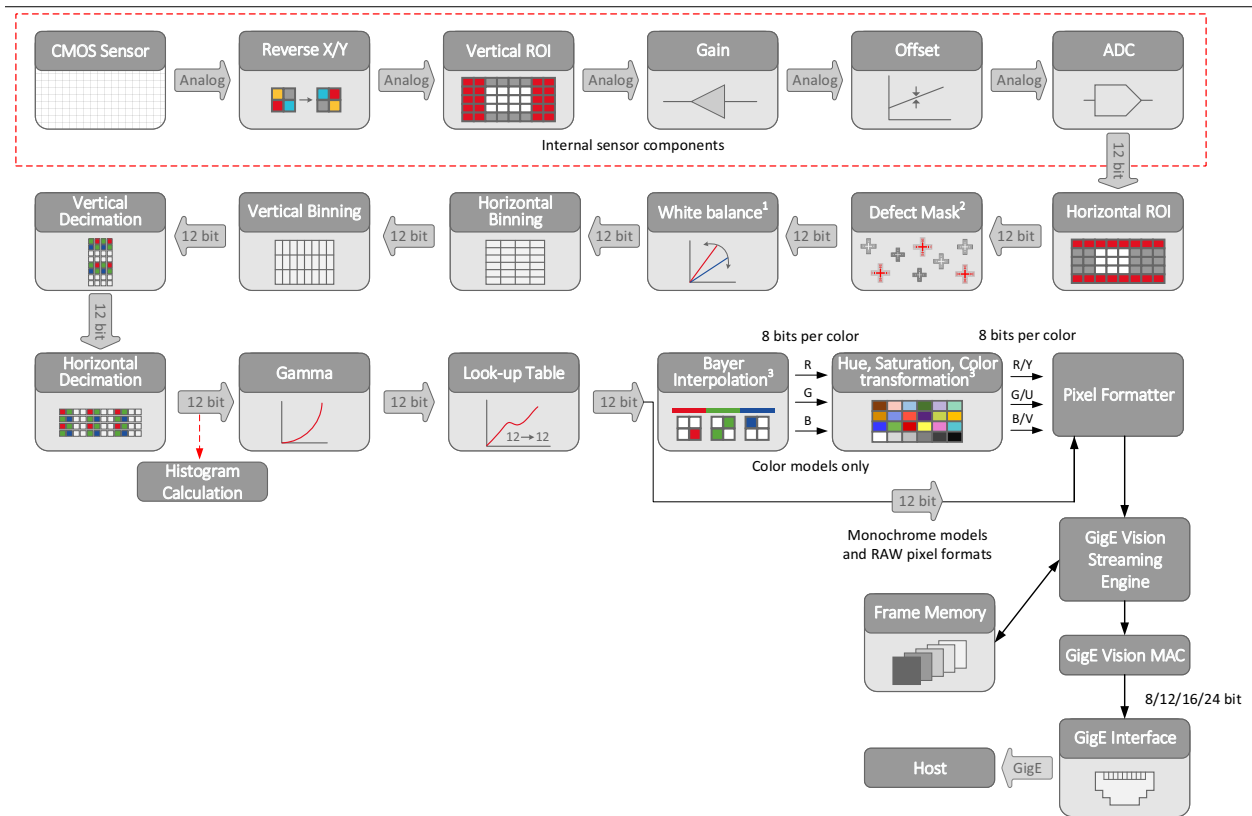 CMOS Sensor
Analog
Reverse X/Y
Analog
Vertical ROI
Analog
Gain
Analog
Offset
Analog
ADC
Internal sensor components
12 bit
Vertical
Decimation
12 bit
Vertical Binning
12 bit
Horizontal
Binning
12 bit
White balance¹
12 bit
Defect Mask²
12 bit
Horizontal ROI
12 bit
8 bits per color
8 bits per color
Horizontal
Decimation
12 bit
Gamma
12 bit
Look-up Table
12→12
12 bit
Bayer
Interpolation³
R
G
B
Hue, Saturation, Color
transformation³
R/Y
G/U
B/V
Pixel Formatter
Histogram
Calculation
Color models only
12 bit
Monochrome models
and RAW pixel formats
GigE Vision
Streaming
Engine
Frame Memory
GigE Vision MAC
8/12/16/24 bit
GigE Interface
GigE
Host